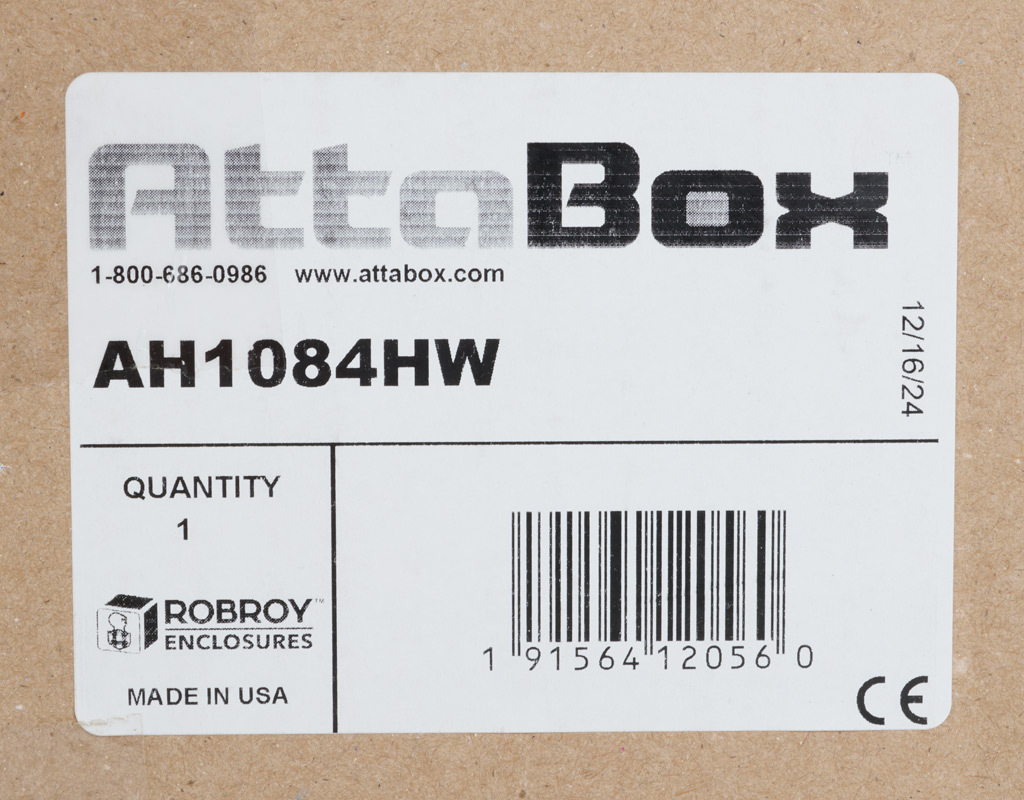 AttaBox
1-800-686-0986 www.attabox.com
AH1084HW
12/16/24
QUANTITY
1
ROBROY™
ENCLOSURES
MADE IN USA
1 91564 12056 0
CE